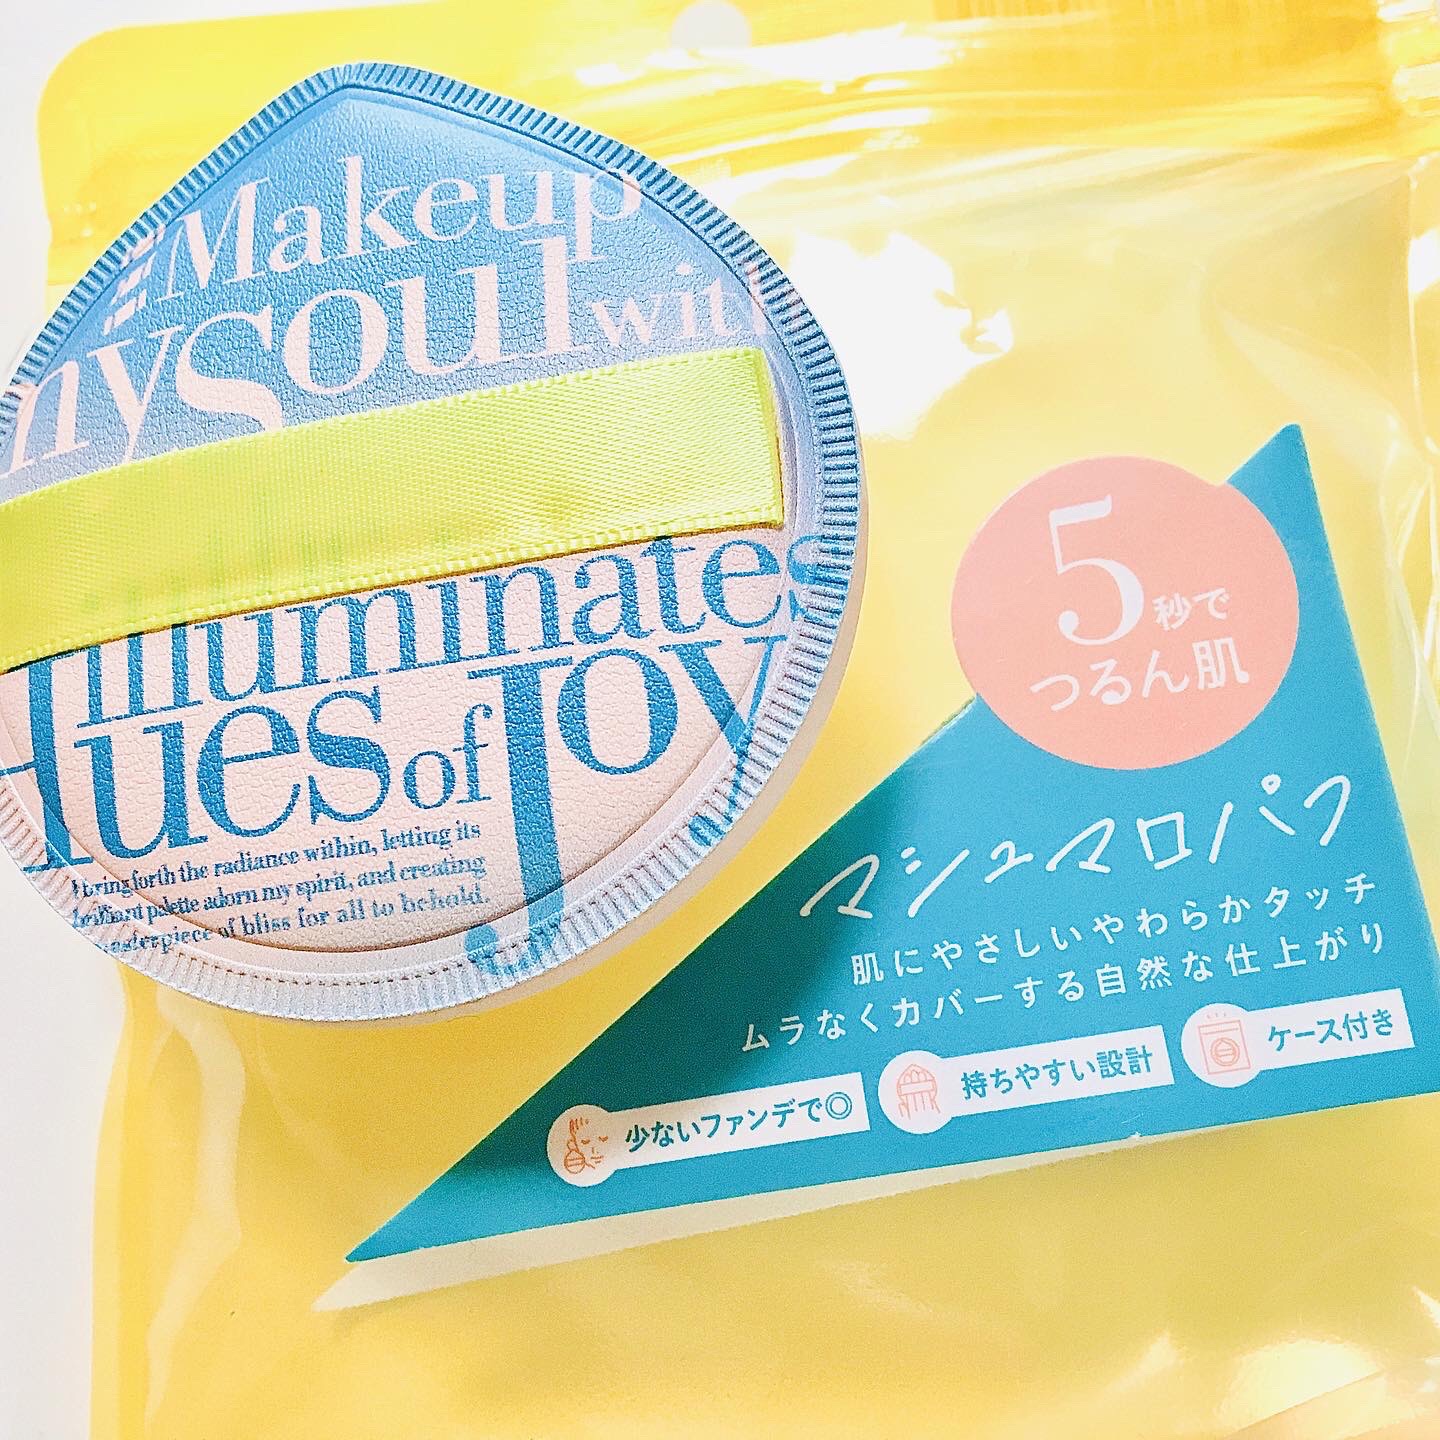 Makeup
my soul with
illuminates
Hues of Joy
bring forth the radiance within, letting its
brilliant palette adorn my spirit, and creating
masterpiece of bliss for all to behold.
5秒で
つるん肌
マシュマロパフ
肌にやさしいやわらかタッチ
ムラなくカバーする自然な仕上がり
少ないファンデで◎
持ちやすい設計
ケース付き